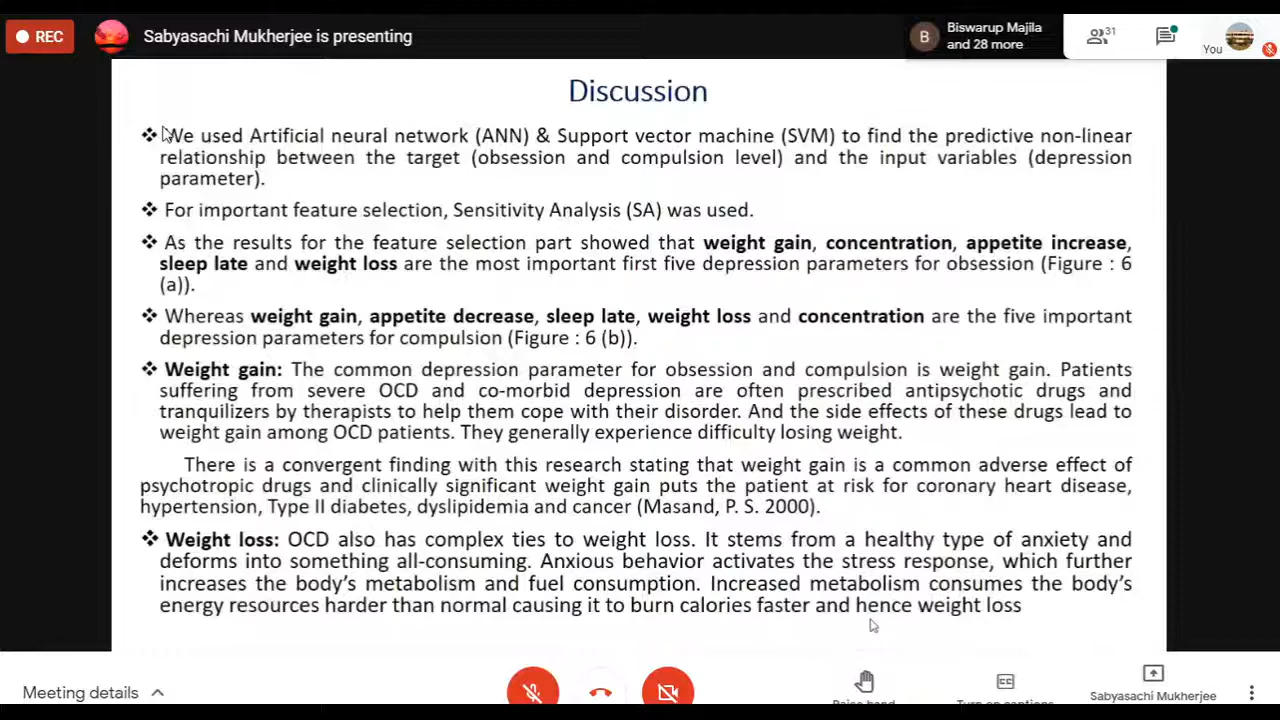 REC
Sabyasachi Mukherjee is presenting
B
Biswarup Majila
and 28 more
31
You
Discussion
❖ We used Artificial neural network (ANN) & Support vector machine (SVM) to find the predictive non-linear
relationship between the target (obsession and compulsion level) and the input variables (depression
parameter).
❖ For important feature selection, Sensitivity Analysis (SA) was used.
❖ As the results for the feature selection part showed that weight gain, concentration, appetite increase,
sleep late and weight loss are the most important first five depression parameters for obsession (Figure : 6
(a)).
❖ Whereas weight gain, appetite decrease, sleep late, weight loss and concentration are the five important
depression parameters for compulsion (Figure : 6 (b)).
❖ Weight gain: The common depression parameter for obsession and compulsion is weight gain. Patients
suffering from severe OCD and co-morbid depression are often prescribed antipsychotic drugs and
tranquilizers by therapists to help them cope with their disorder. And the side effects of these drugs lead to
weight gain among OCD patients. They generally experience difficulty losing weight.
There is a convergent finding with this research stating that weight gain is a common adverse effect of
psychotropic drugs and clinically significant weight gain puts the patient at risk for coronary heart disease,
hypertension, Type II diabetes, dyslipidemia and cancer (Masand, P. S. 2000).
❖ Weight loss: OCD also has complex ties to weight loss. It stems from a healthy type of anxiety and
deforms into something all-consuming. Anxious behavior activates the stress response, which further
increases the body's metabolism and fuel consumption. Increased metabolism consumes the body's
energy resources harder than normal causing it to burn calories faster and hence weight loss
Meeting details
Raise hand
CC
Turn on captions
Sabyasachi Mukherjee